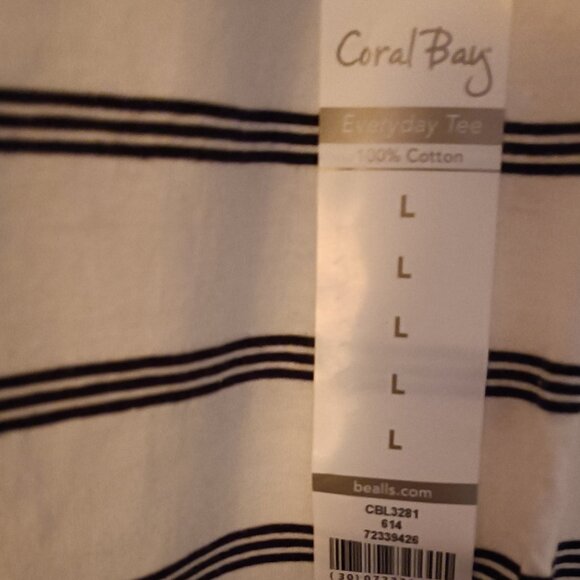 Coral Bay
Everyday Tee
100% Cotton
L
L
L
L
L
bealls.com
CBL3281
614
72339426